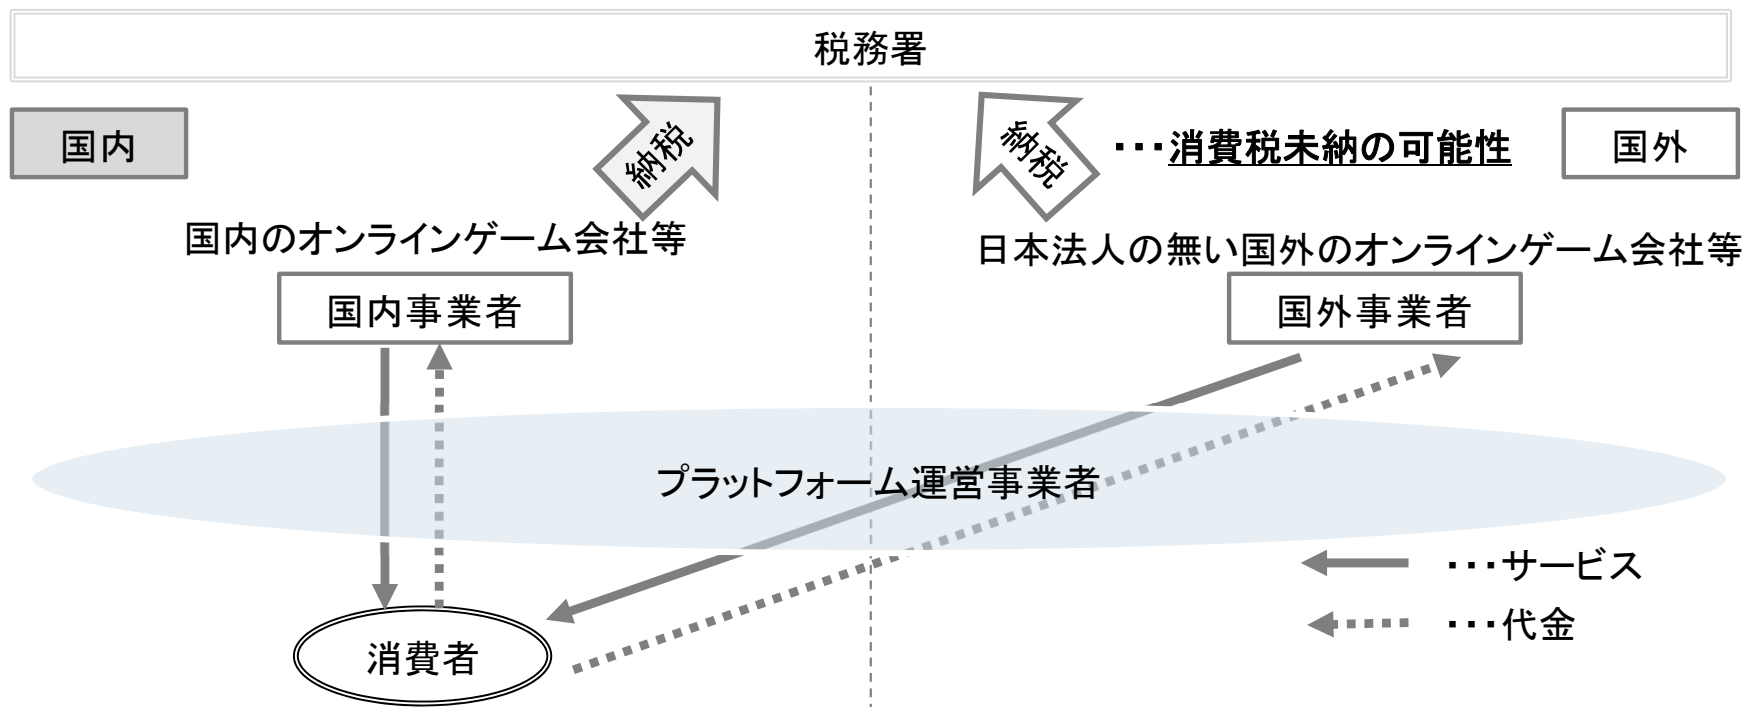 税務署
国内
納税
納税
・・・消費税未納の可能性
国外
国内のオンラインゲーム会社等
日本法人の無い国外のオンラインゲーム会社等
国内事業者
国外事業者
プラットフォーム運営事業者
・・・サービス
・・・代金
消費者